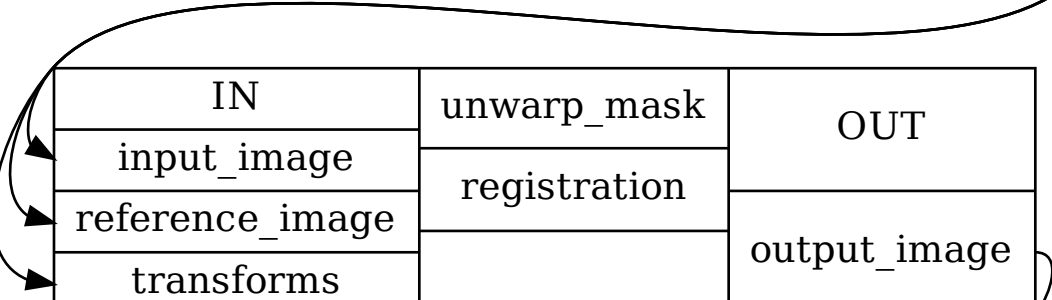 IN
input_image
reference_image
transforms
unwarp_mask
registration
OUT
output_image